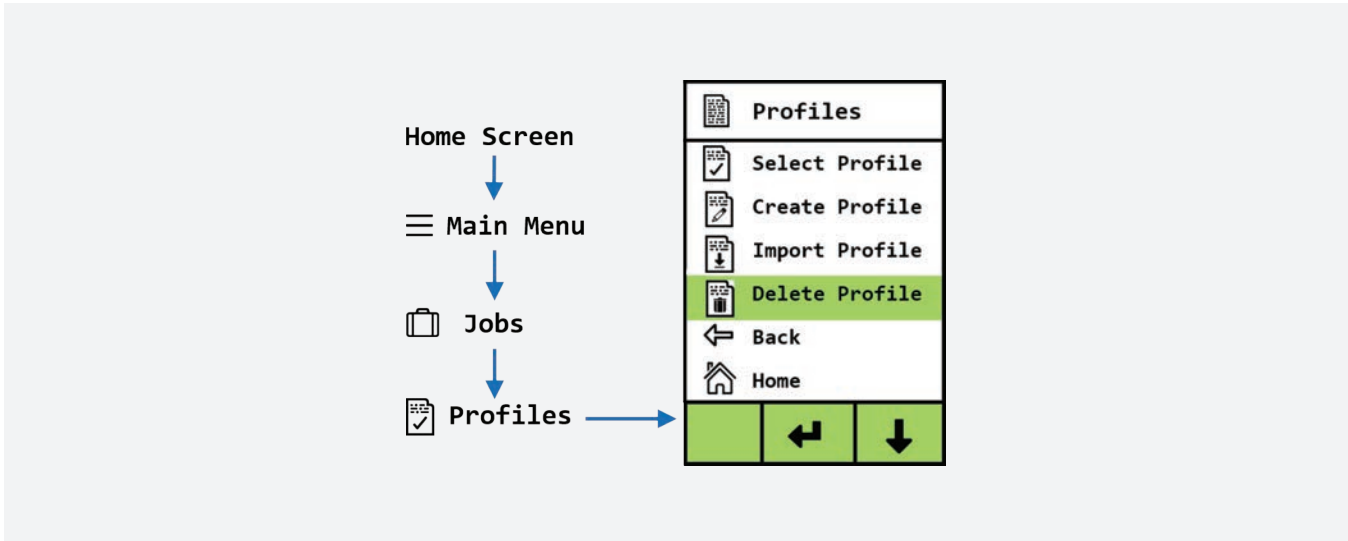 Home Screen
Main Menu
Jobs
Profiles
Profiles
Select Profile
Create Profile
Import Profile
Delete Profile
Back
Home